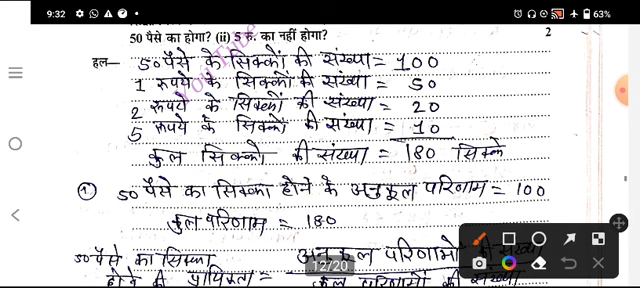 9:32
63%
50 पैसे का होगा? (ii) 5 रु. का नहीं होगा?
2
हल— 50 पैसे के सिक्कों की संख्या = 100
1 रुपये के सिक्कों की संख्या = 50
2 रूपये के सिक्कों की संख्या = 20
5 रूपये के सिक्कों की संख्या = 10
कुल सिक्को की संख्या = 180 सिक्के
① 50 पैसे का सिक्का होने के अनुकूल परिणाम = 100
कुल परिणाम = 180
50 पैसे का सिक्का अनुकूल परिणामो की संख्या
12/20
होने की प्रायिकता = कुल परिणामों की संख्या